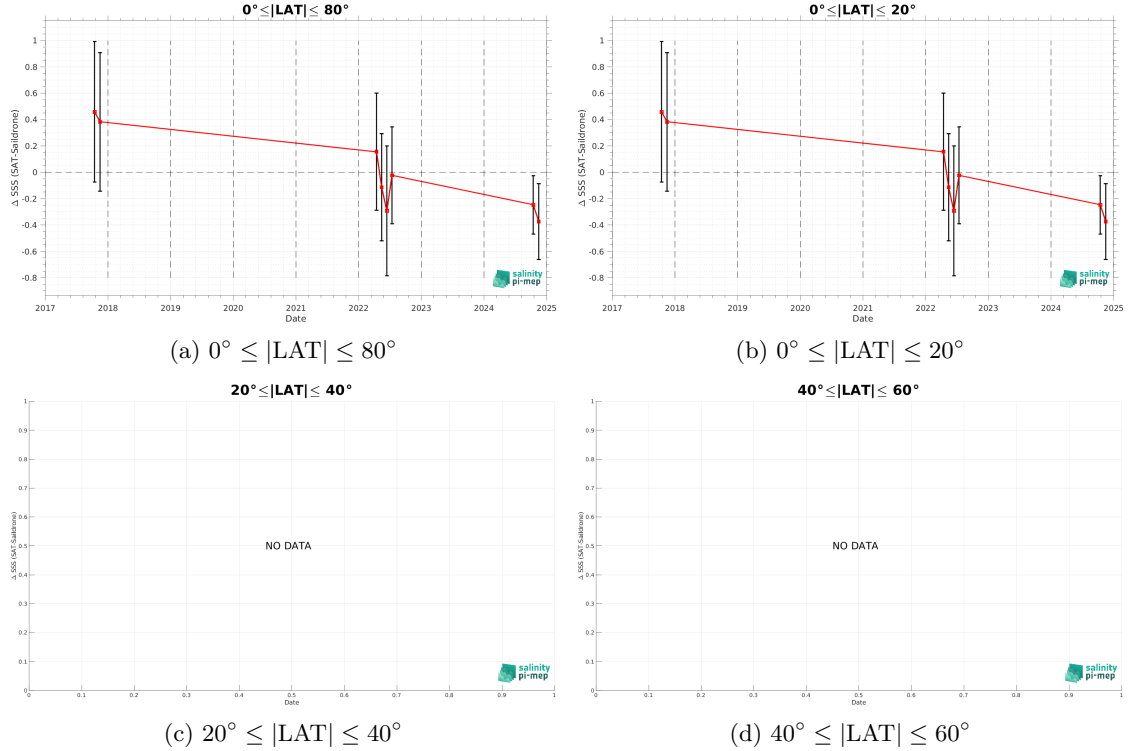 0°≤|LAT|≤ 80°
Δ SSS (SAT-Saildrone)
1
0.8
0.6
0.4
0.2
0
-0.2
-0.4
-0.6
-0.8
2017 2018 2019 2020 2021 2022 2023 2024 2025
Date
salinity
pi-mep
(a) 0° ≤ |LAT| ≤ 80°
0°≤|LAT|≤ 20°
Δ SSS (SAT-Saildrone)
1
0.8
0.6
0.4
0.2
0
-0.2
-0.4
-0.6
-0.8
2017 2018 2019 2020 2021 2022 2023 2024 2025
Date
salinity
pi-mep
(b) 0° ≤ |LAT| ≤ 20°
20°≤|LAT|≤ 40°
Δ SSS (SAT-Saildrone)
1
0.9
0.8
0.7
0.6
0.5
0.4
0.3
0.2
0.1
0
NO DATA
0 0.1 0.2 0.3 0.4 0.5 0.6 0.7 0.8 0.9 1
Date
salinity
pi-mep
(c) 20° ≤ |LAT| ≤ 40°
40°≤|LAT|≤ 60°
Δ SSS (SAT-Saildrone)
1
0.9
0.8
0.7
0.6
0.5
0.4
0.3
0.2
0.1
0
NO DATA
0 0.1 0.2 0.3 0.4 0.5 0.6 0.7 0.8 0.9 1
Date
salinity
pi-mep
(d) 40° ≤ |LAT| ≤ 60°